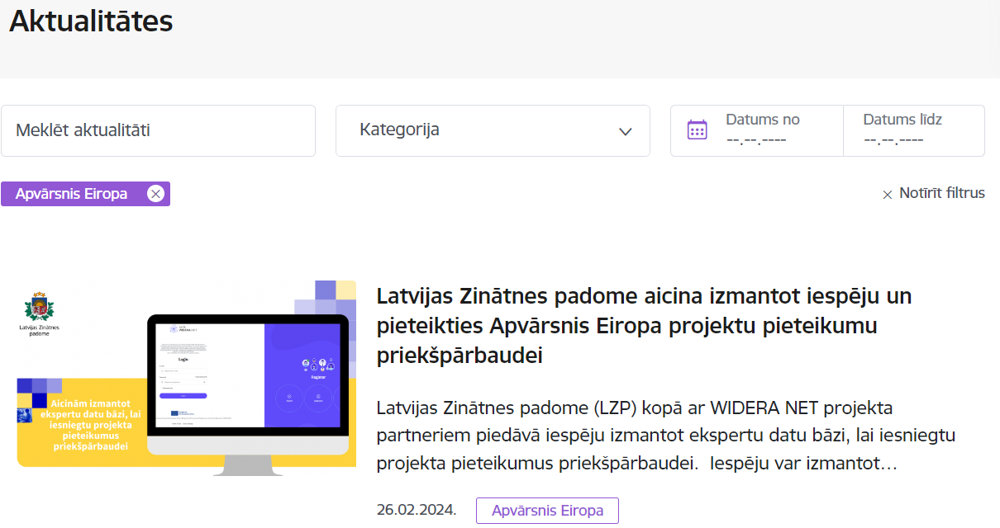 Aktualitātes
Meklēt aktualitāti
Kategorija
Datums no
--.--.----
Datums līdz
--.--.----
Apvārsnis Eiropa
Notīrīt filtrus
Latvijas Zinātnes
padome
Aicinām izmantot
ekspertu datu bāzi, lai
iesniegtu projekta
pieteikumus
priekšpārbaudei
Login
Register
Latvijas Zinātnes padome aicina izmantot iespēju un
pieteikties Apvārsnis Eiropa projektu pieteikumu
priekšpārbaudei
Latvijas Zinātnes padome (LZP) kopā ar WIDERA NET projekta
partneriem piedāvā iespēju izmantot ekspertu datu bāzi, lai iesniegtu
projekta pieteikumus priekšpārbaudei.  Iespēju var izmantot…
26.02.2024.
Apvārsnis Eiropa